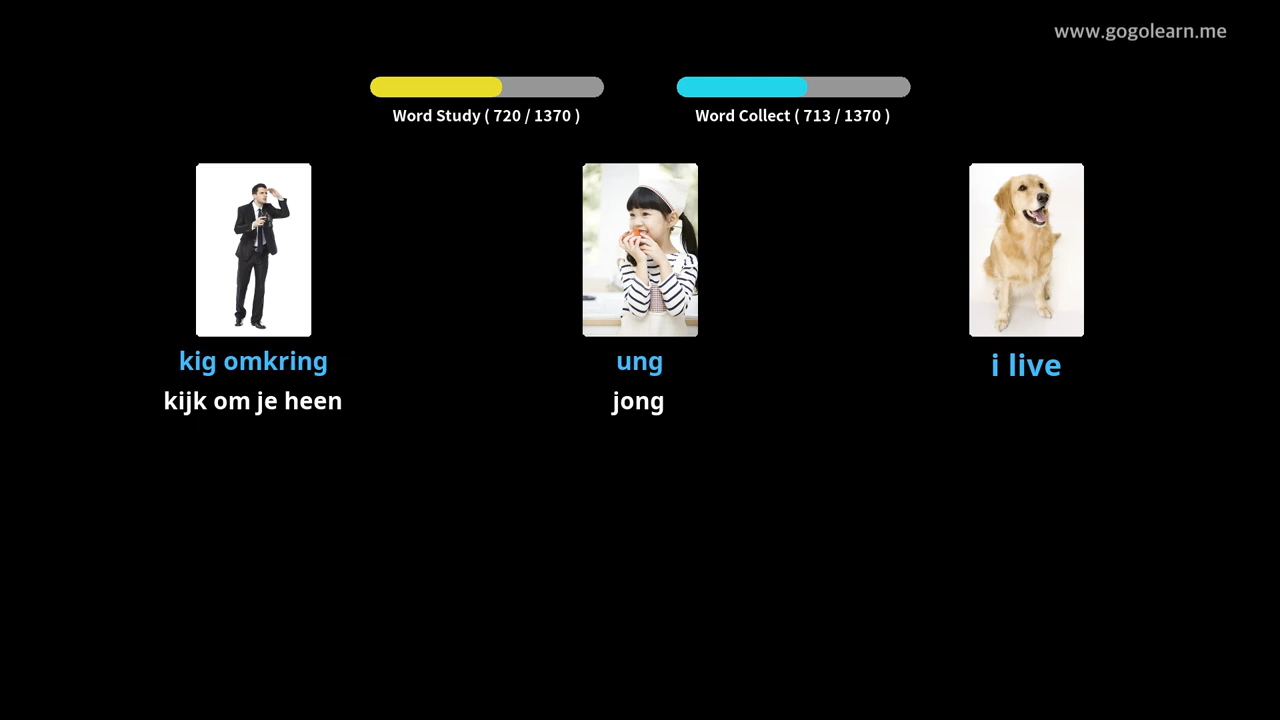 www.gogolearn.me
Word Study ( 720 / 1370 )
Word Collect ( 713 / 1370 )
kig omkring
kijk om je heen
ung
jong
i live